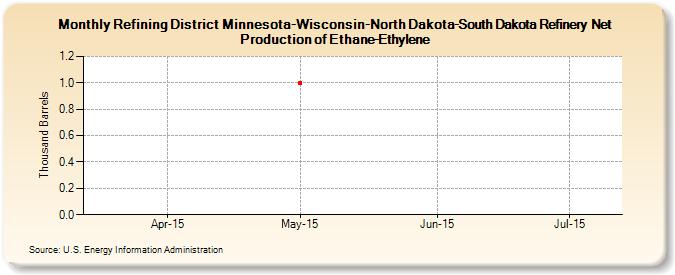 Monthly Refining District Minnesota-Wisconsin-North Dakota-South Dakota Refinery Net
Production of Ethane-Ethylene
Thousand Barrels
1.2
1.0
0.8
0.6
0.4
0.2
0.0
Apr-15
May-15
Jun-15
Jul-15
Source: U.S. Energy Information Administration